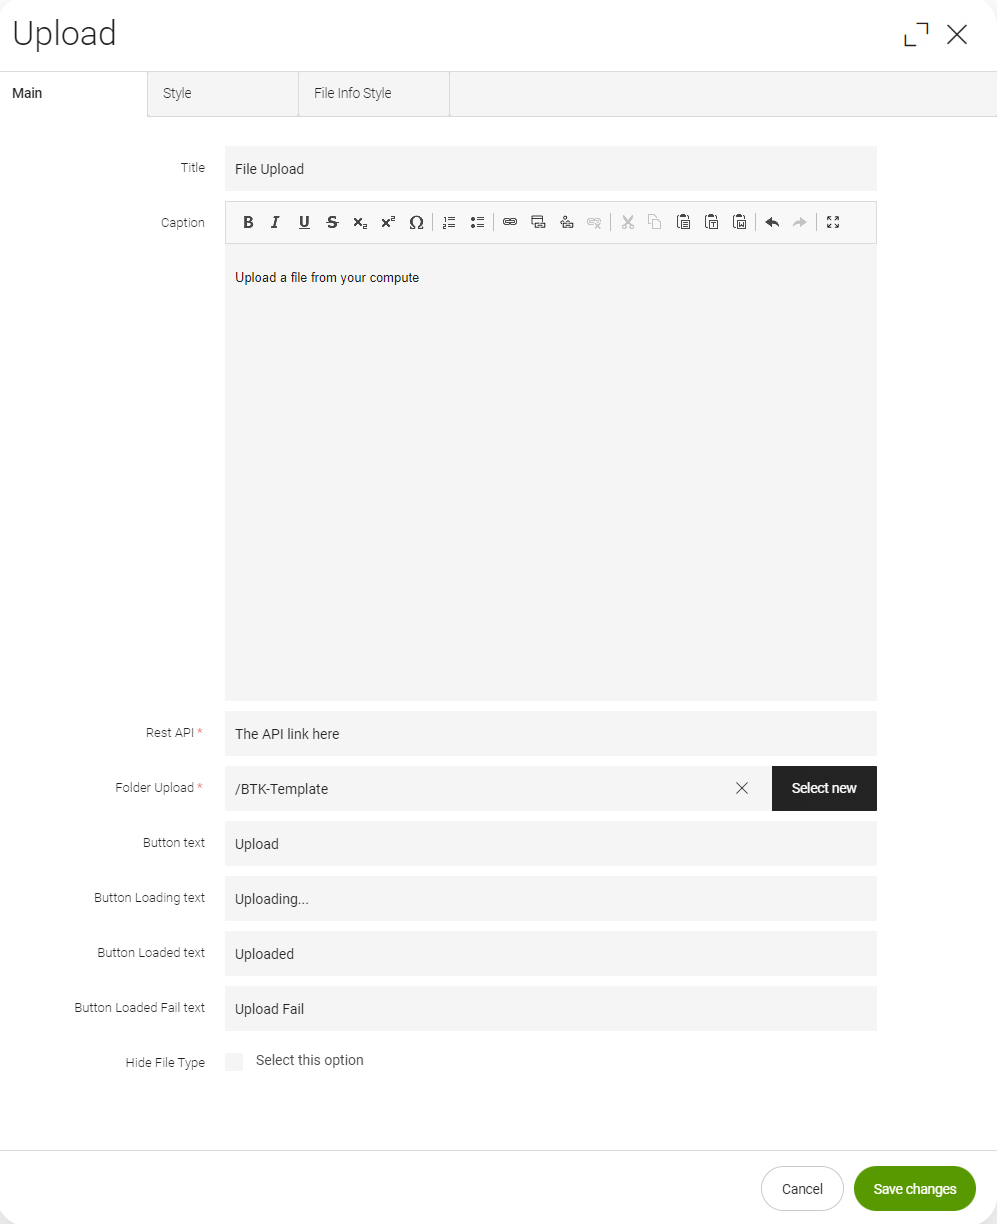 Upload
Main Style File Info Style
Title File Upload
Caption B I U S x₂ x² Ω
Upload a file from your compute
Rest API * The API link here
Folder Upload * /BTK-Template Select new
Button text Upload
Button Loading text Uploading...
Button Loaded text Uploaded
Button Loaded Fail text Upload Fail
Hide File Type Select this option
Cancel Save changes